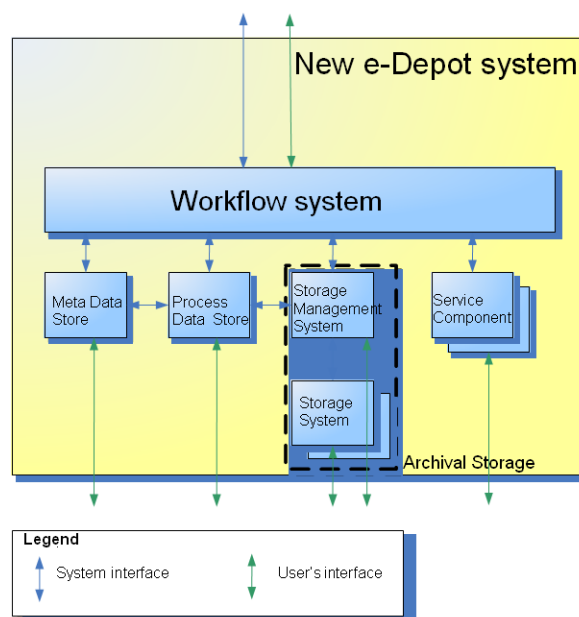 New e-Depot system
Workflow system
Meta Data
Store
Process
Data Store
Storage
Management
System
Service
Component
Storage
System
Archival Storage
Legend
System interface
User's interface